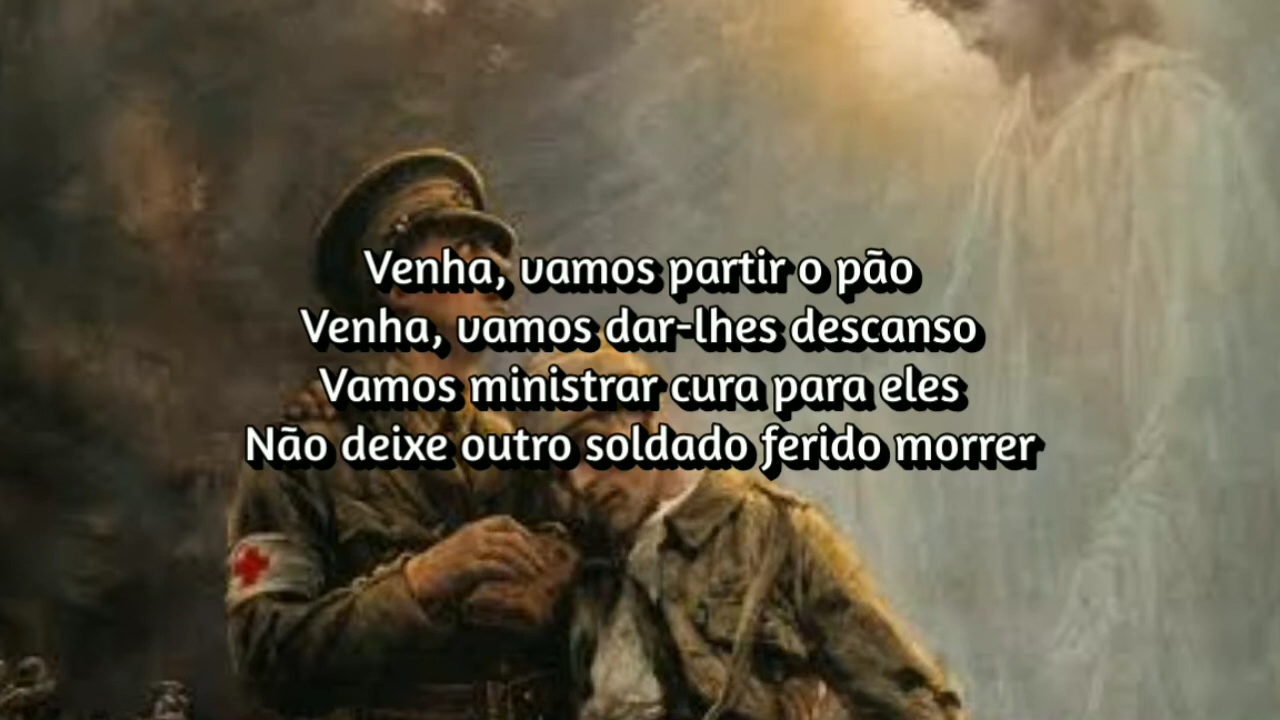 Venha, vamos partir o pão
Venha, vamos dar-lhes descanso
Vamos ministrar cura para eles
Não deixe outro soldado ferido morrer